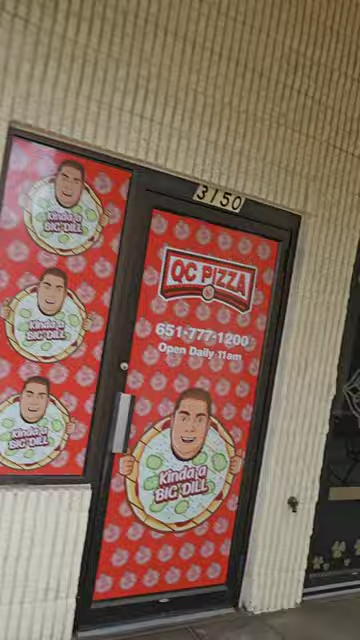 3150
QC PIZZA
651-777-1200
Open Daily 11am
Kinda a
BIG DILL
Kinda a
BIG DILL
Kinda a
BIG DILL
Kinda a
BIG DILL